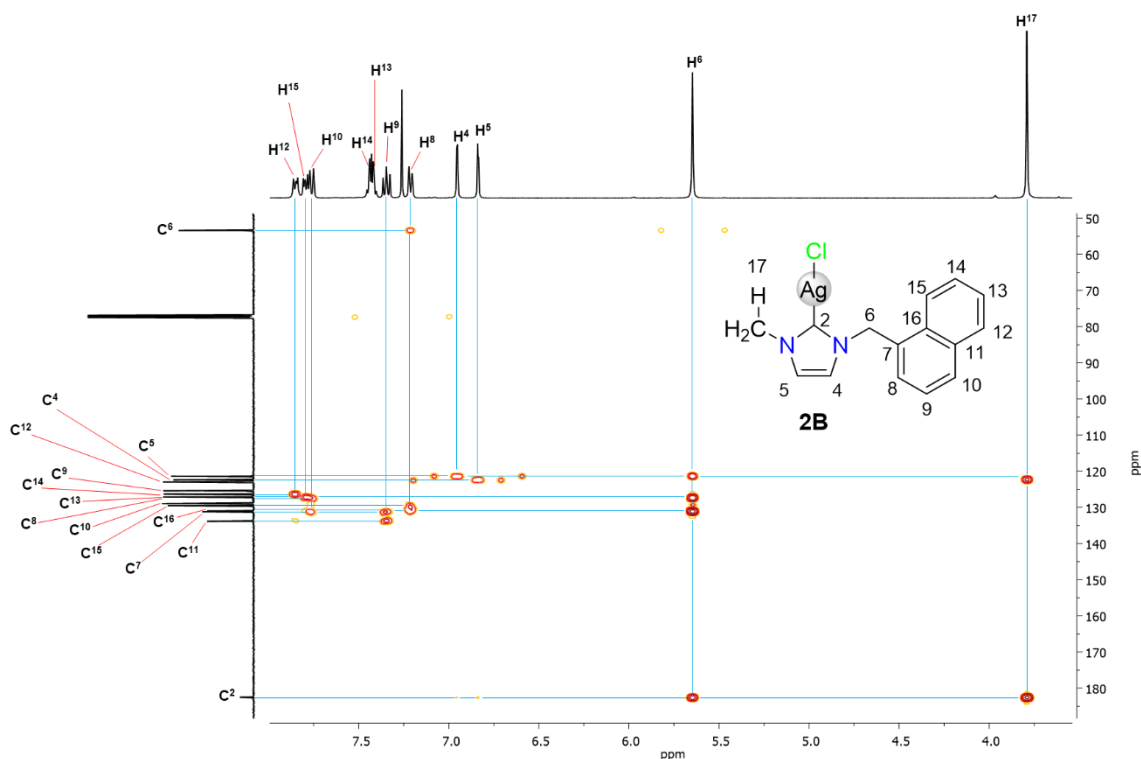 H¹⁷
H⁶
H¹³
H¹⁵
H⁹
H¹⁰
H⁴
H⁵
H¹⁴
H⁸
H¹²
C⁶
50
60
70
80
90
100
110
120
130
140
150
160
170
180
ppm
Cl
17
Ag
H
H₂C
N
N
2
6
5
4
7
8
9
10
11
12
13
14
15
16
2B
C⁴
C¹²
C⁵
C⁹
C¹⁴
C¹³
C⁸
C¹⁰
C¹⁶
C¹⁵
C¹¹
C⁷
C²
7.5 7.0 6.5 6.0 5.5 5.0 4.5 4.0
ppm